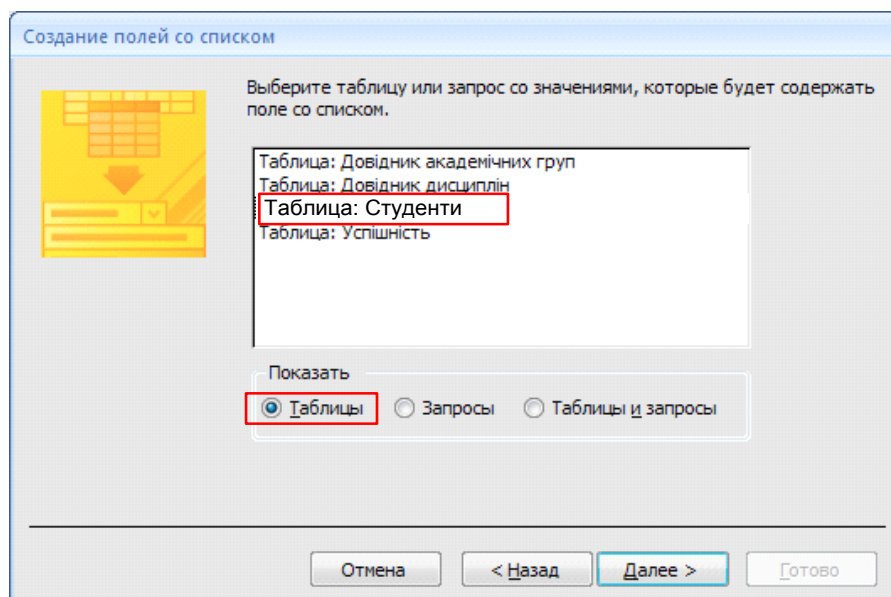 Создание полей со списком
Выберите таблицу или запрос со значениями, которые будет содержать
поле со списком.
Таблица: Довідник академічних груп
Таблица: Довідник дисциплін
Таблица: Студенти
Таблица: Успішність
Показать
Таблицы Запросы Таблицы и запросы
Отмена < Назад Далее > Готово